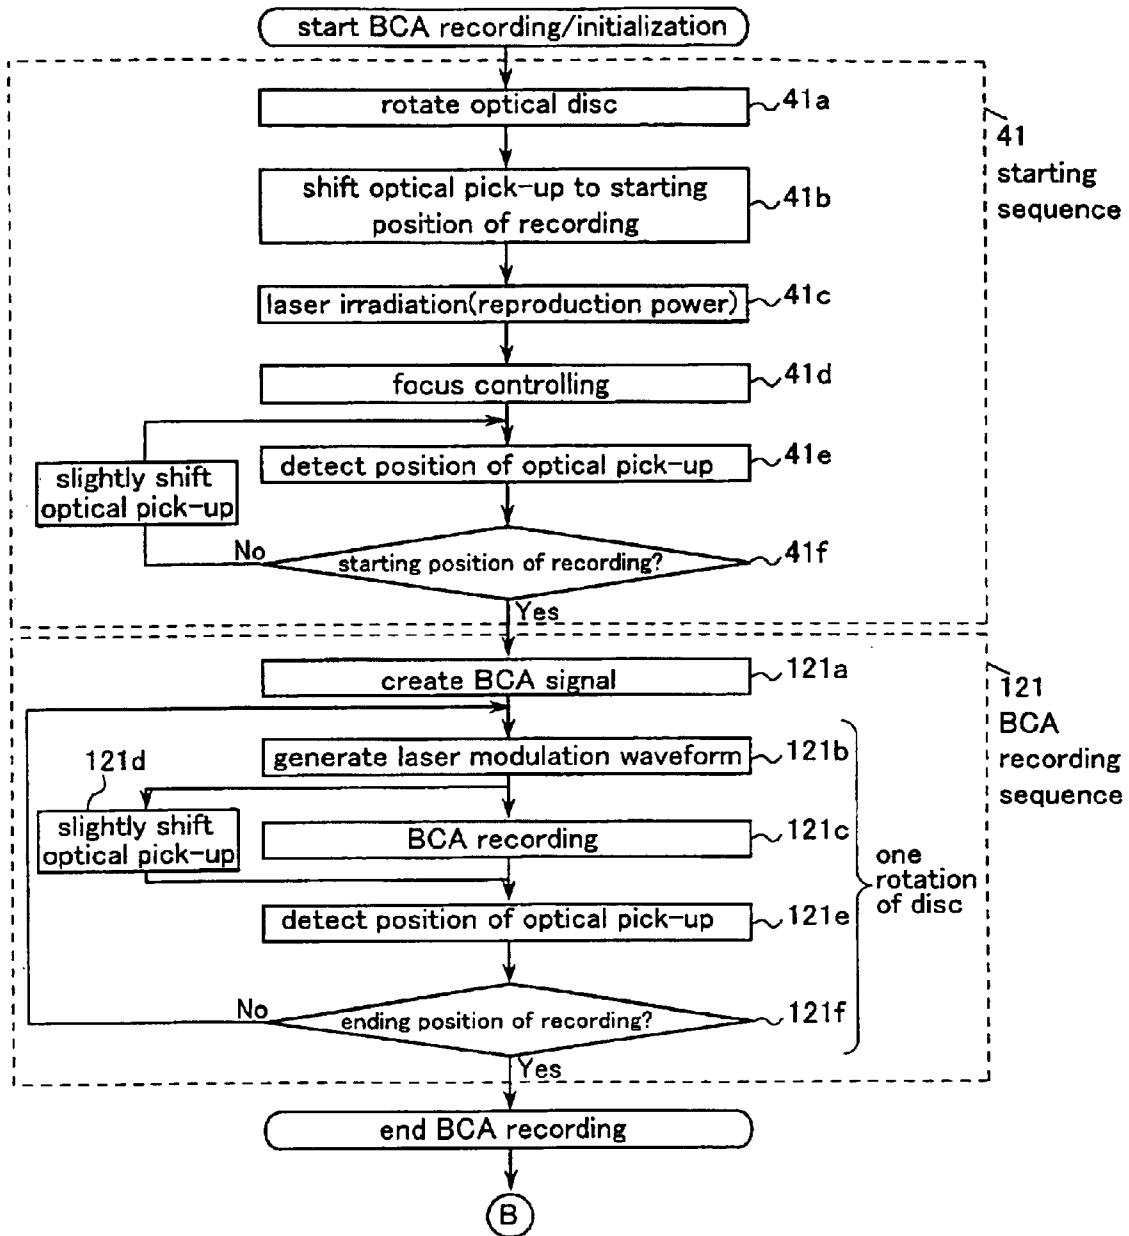 start BCA recording/initialization
rotate optical disc
41a
41
starting
sequence
shift optical pick-up to starting
position of recording
41b
laser irradiation(reproduction power)
41c
focus controlling
41d
detect position of optical pick-up
41e
slightly shift
optical pick-up
No
starting position of recording?
41f
Yes
create BCA signal
121a
121
BCA
recording
sequence
generate laser modulation waveform
121b
121d
slightly shift
optical pick-up
BCA recording
121c
one
rotation
of disc
detect position of optical pick-up
121e
No
ending position of recording?
121f
Yes
end BCA recording
B